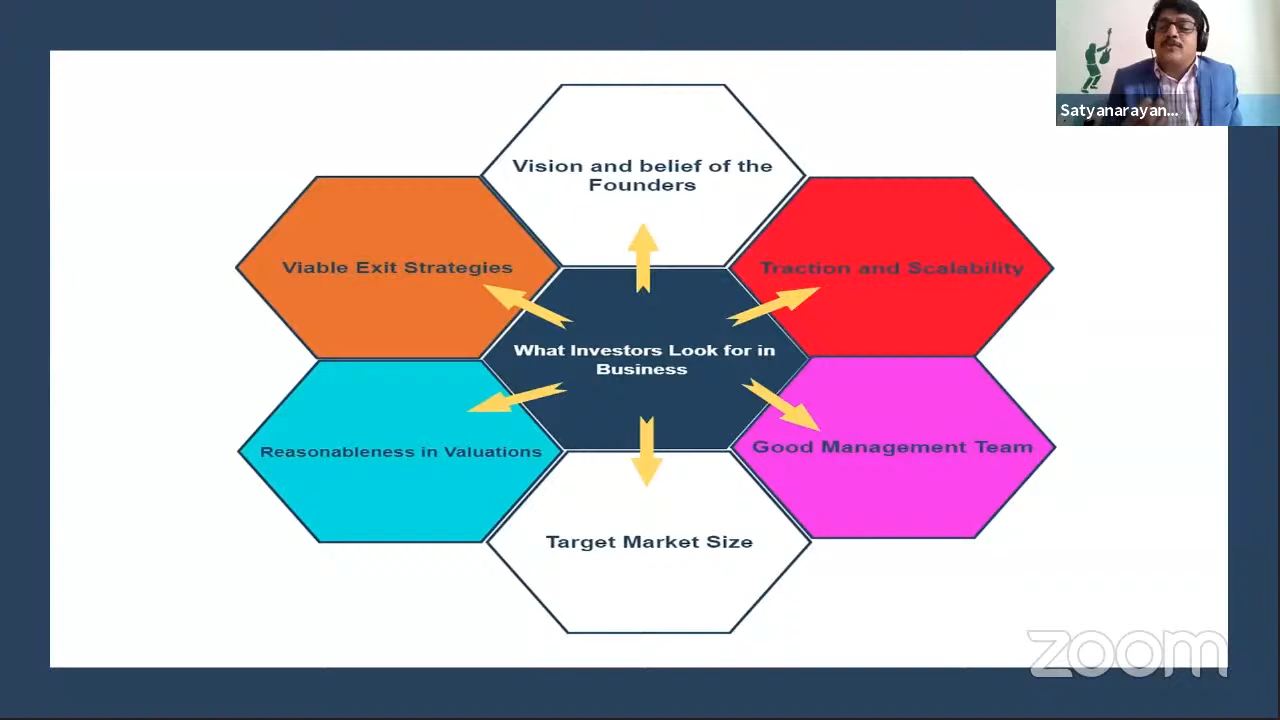 Satyanarayan...
Vision and belief of the
Founders
Viable Exit Strategies
Traction and Scalability
What Investors Look for in
Business
Reasonableness in Valuations
Good Management Team
Target Market Size
zoom